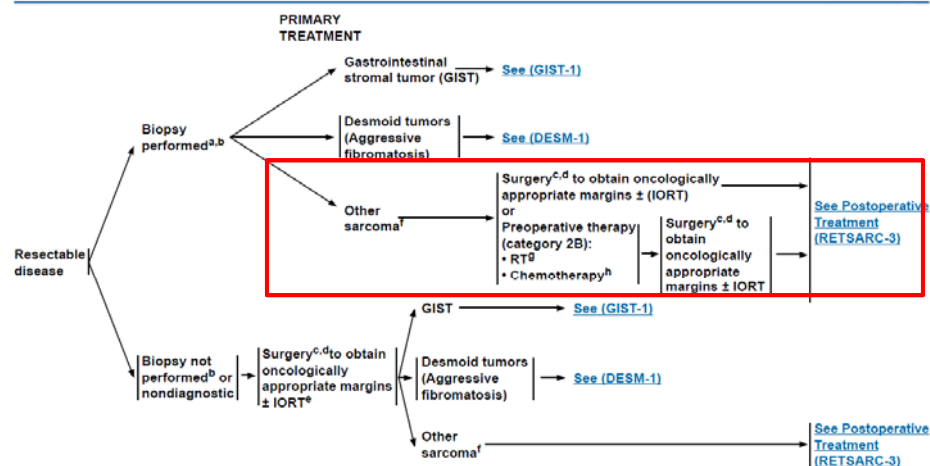 PRIMARY
TREATMENT
Gastrointestinal
stromal tumor (GIST)
See (GIST-1)
Biopsy
performedᵃ,ᵇ
Desmoid tumors
(Aggressive
fibromatosis)
See (DESM-1)
Other
sarcomaᶠ
Surgeryᶜ,ᵈ to obtain oncologically
appropriate margins ± (IORT)
or
Preoperative therapy
(category 2B):
• RTᵍ
• Chemotherapyʰ
Surgeryᶜ,ᵈ to
obtain
oncologically
appropriate
margins ± IORT
See Postoperative
Treatment
(RETSARC-3)
Resectable
disease
Biopsy not
performedᵇ or
nondiagnostic
Surgeryᶜ,ᵈ to obtain
oncologically
appropriate margins
± IORTᵉ
GIST
See (GIST-1)
Desmoid tumors
(Aggressive
fibromatosis)
See (DESM-1)
Other
sarcomaᶠ
See Postoperative
Treatment
(RETSARC-3)